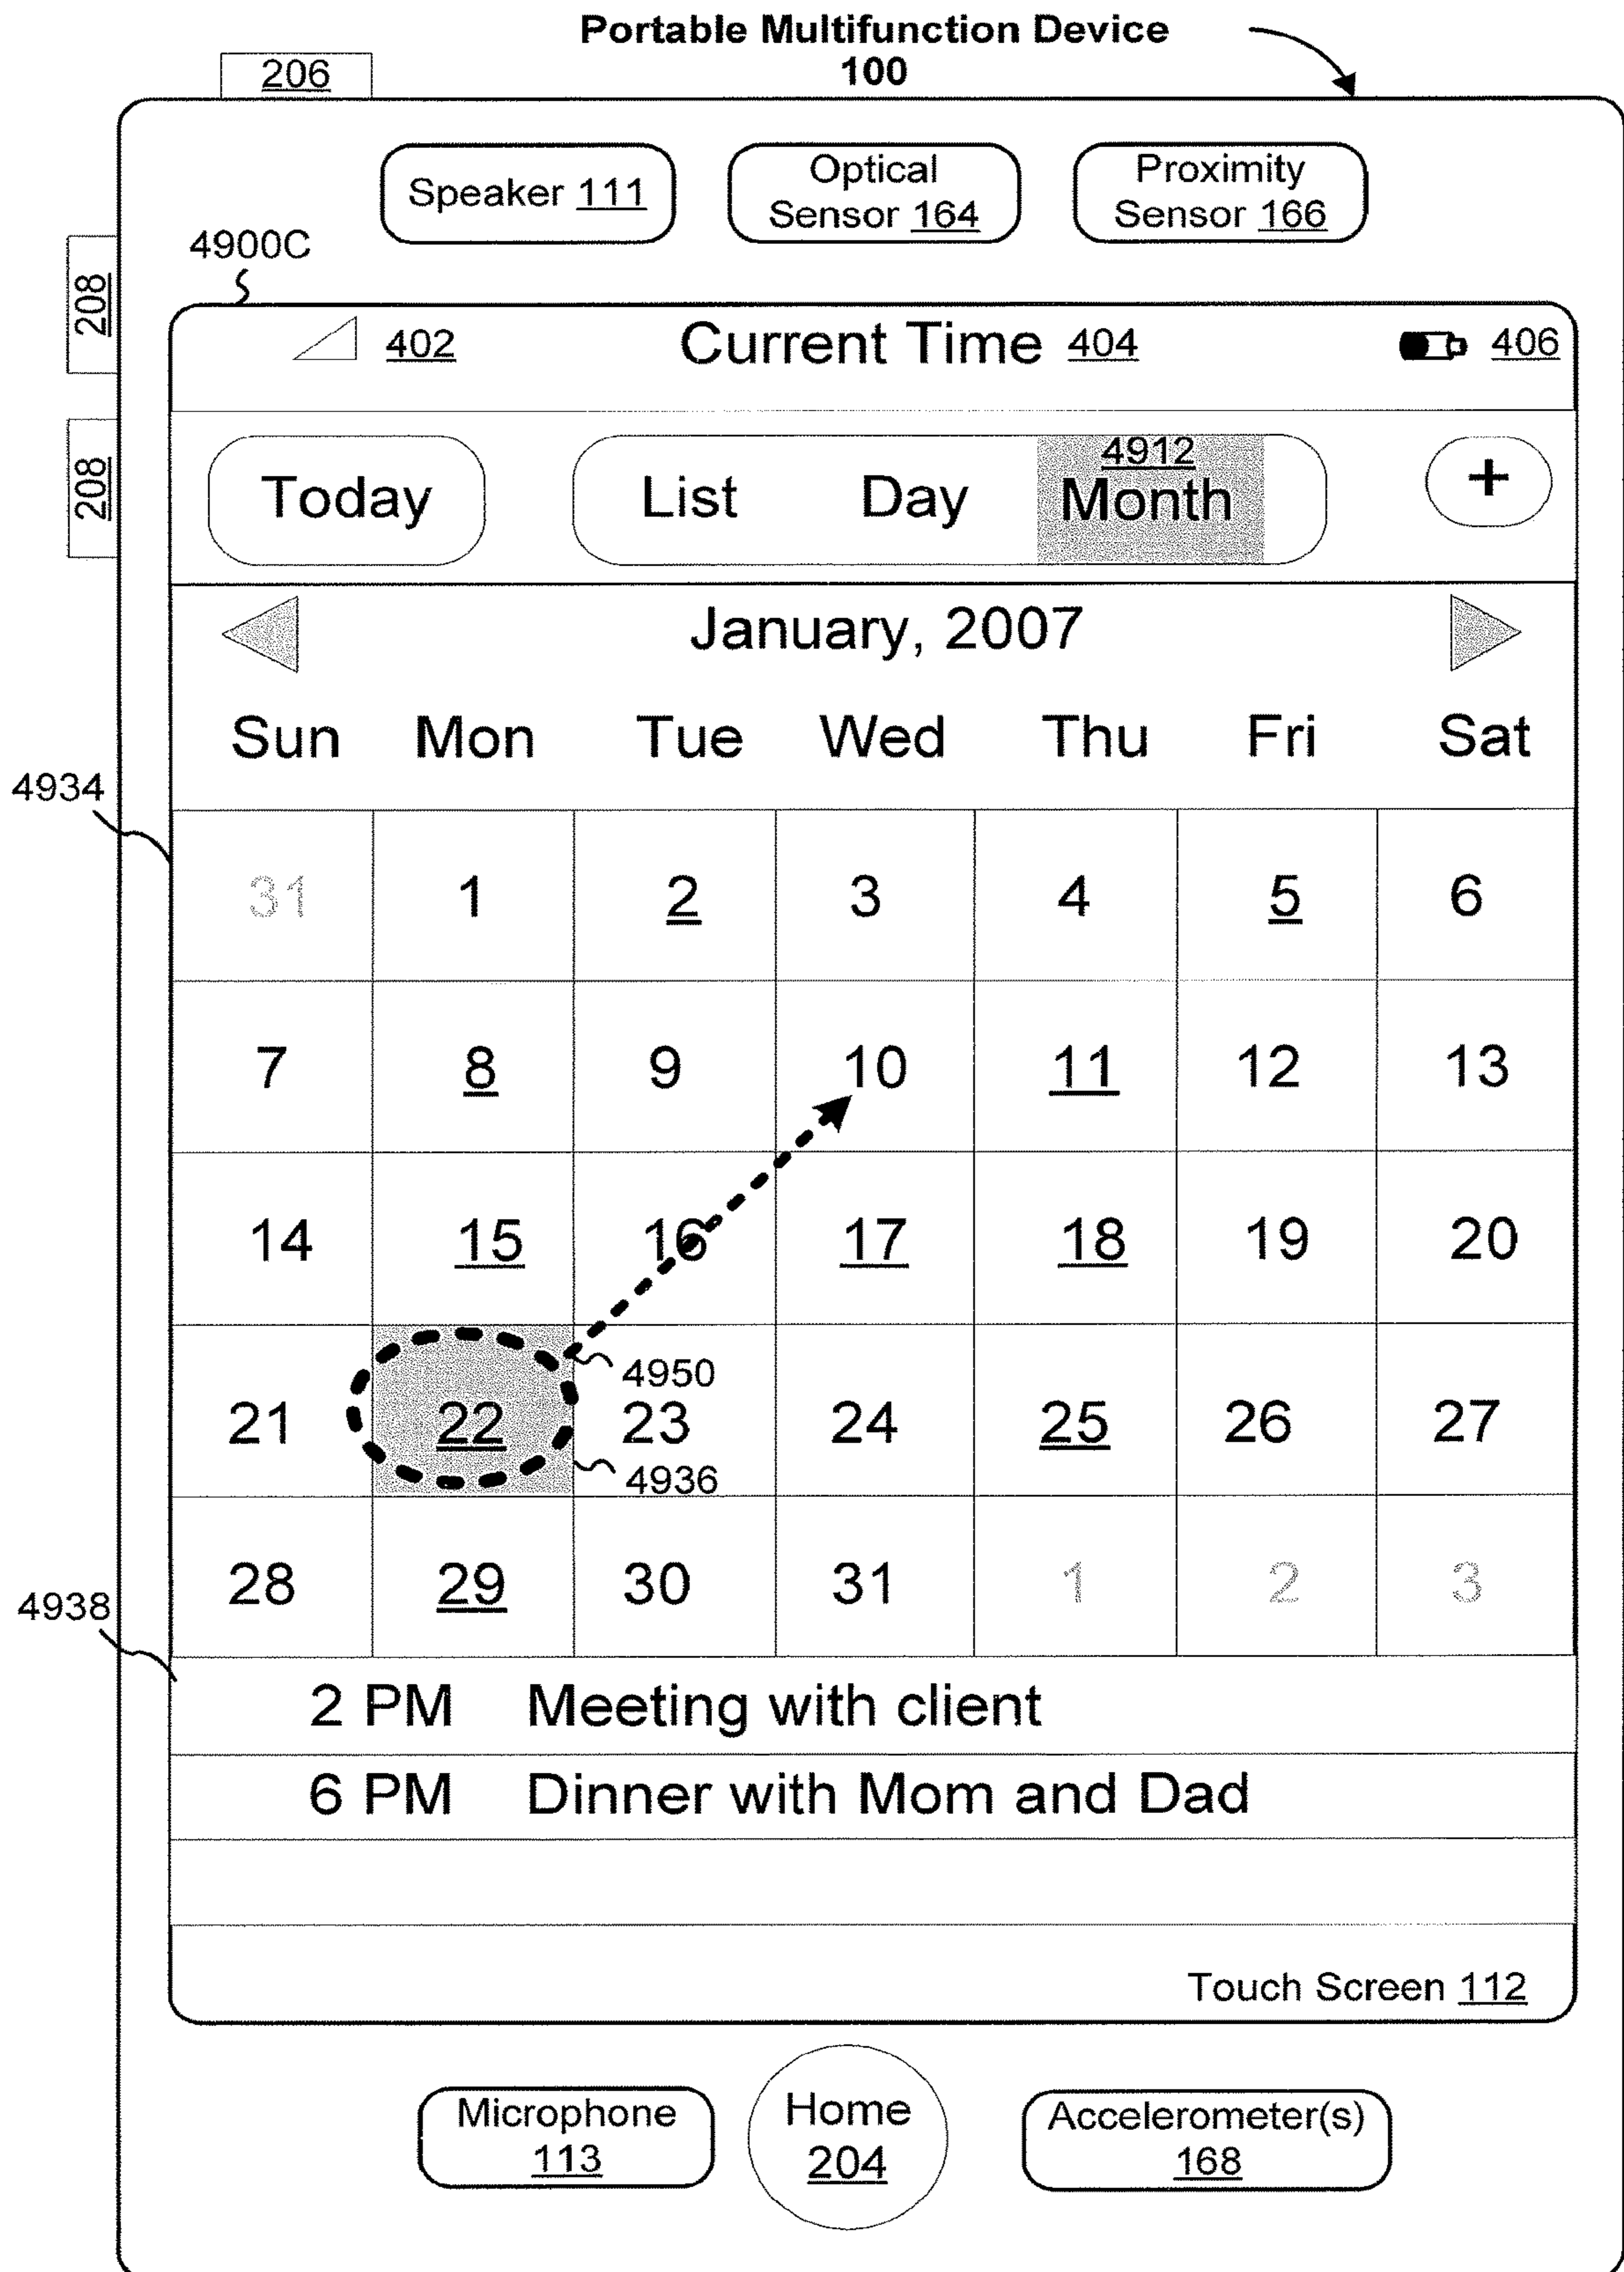 Portable Multifunction Device
100
206
Speaker 111
Optical
Sensor 164
Proximity
Sensor 166
4900C
208
208
402
Current Time 404
406
Today
List Day Month
4912
+
January, 2007
Sun Mon Tue Wed Thu Fri Sat
4934
31 1 2 3 4 5 6
7 8 9 10 11 12 13
14 15 16 17 18 19 20
4950
21 22 23 24 25 26 27
4936
28 29 30 31 1 2 3
4938
2 PM Meeting with client
6 PM Dinner with Mom and Dad
Touch Screen 112
Microphone
113
Home
204
Accelerometer(s)
168